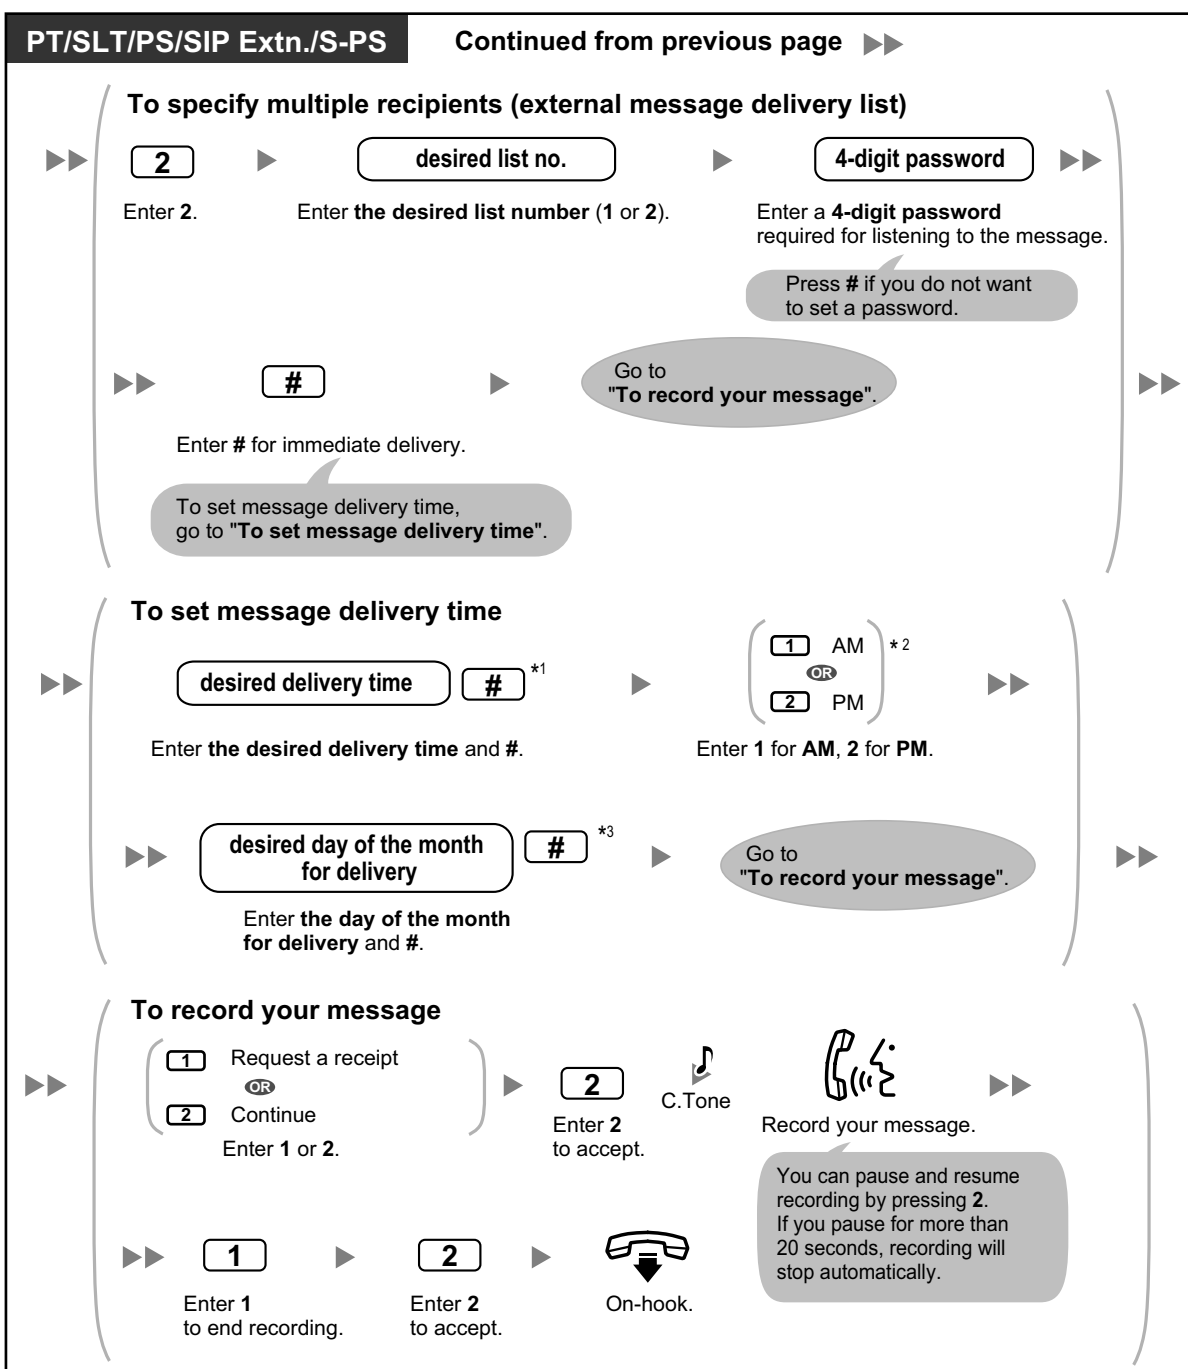 PT/SLT/PS/SIP Extn./S-PS Continued from previous page
To specify multiple recipients (external message delivery list)
2 desired list no. 4-digit password
Enter 2. Enter the desired list number (1 or 2). Enter a 4-digit password
required for listening to the message.
Press # if you do not want
to set a password.
#
Go to
"To record your message".
Enter # for immediate delivery.
To set message delivery time,
go to "To set message delivery time".
To set message delivery time
desired delivery time # *1
1 AM *2
OR
2 PM
Enter the desired delivery time and #. Enter 1 for AM, 2 for PM.
desired day of the month
for delivery
# *3
Go to
"To record your message".
Enter the day of the month
for delivery and #.
To record your message
1 Request a receipt
OR
2 Continue
Enter 1 or 2.
2
Enter 2
to accept.
C.Tone
Record your message.
You can pause and resume
recording by pressing 2.
If you pause for more than
20 seconds, recording will
stop automatically.
1 2
Enter 1
to end recording.
Enter 2
to accept.
On-hook.